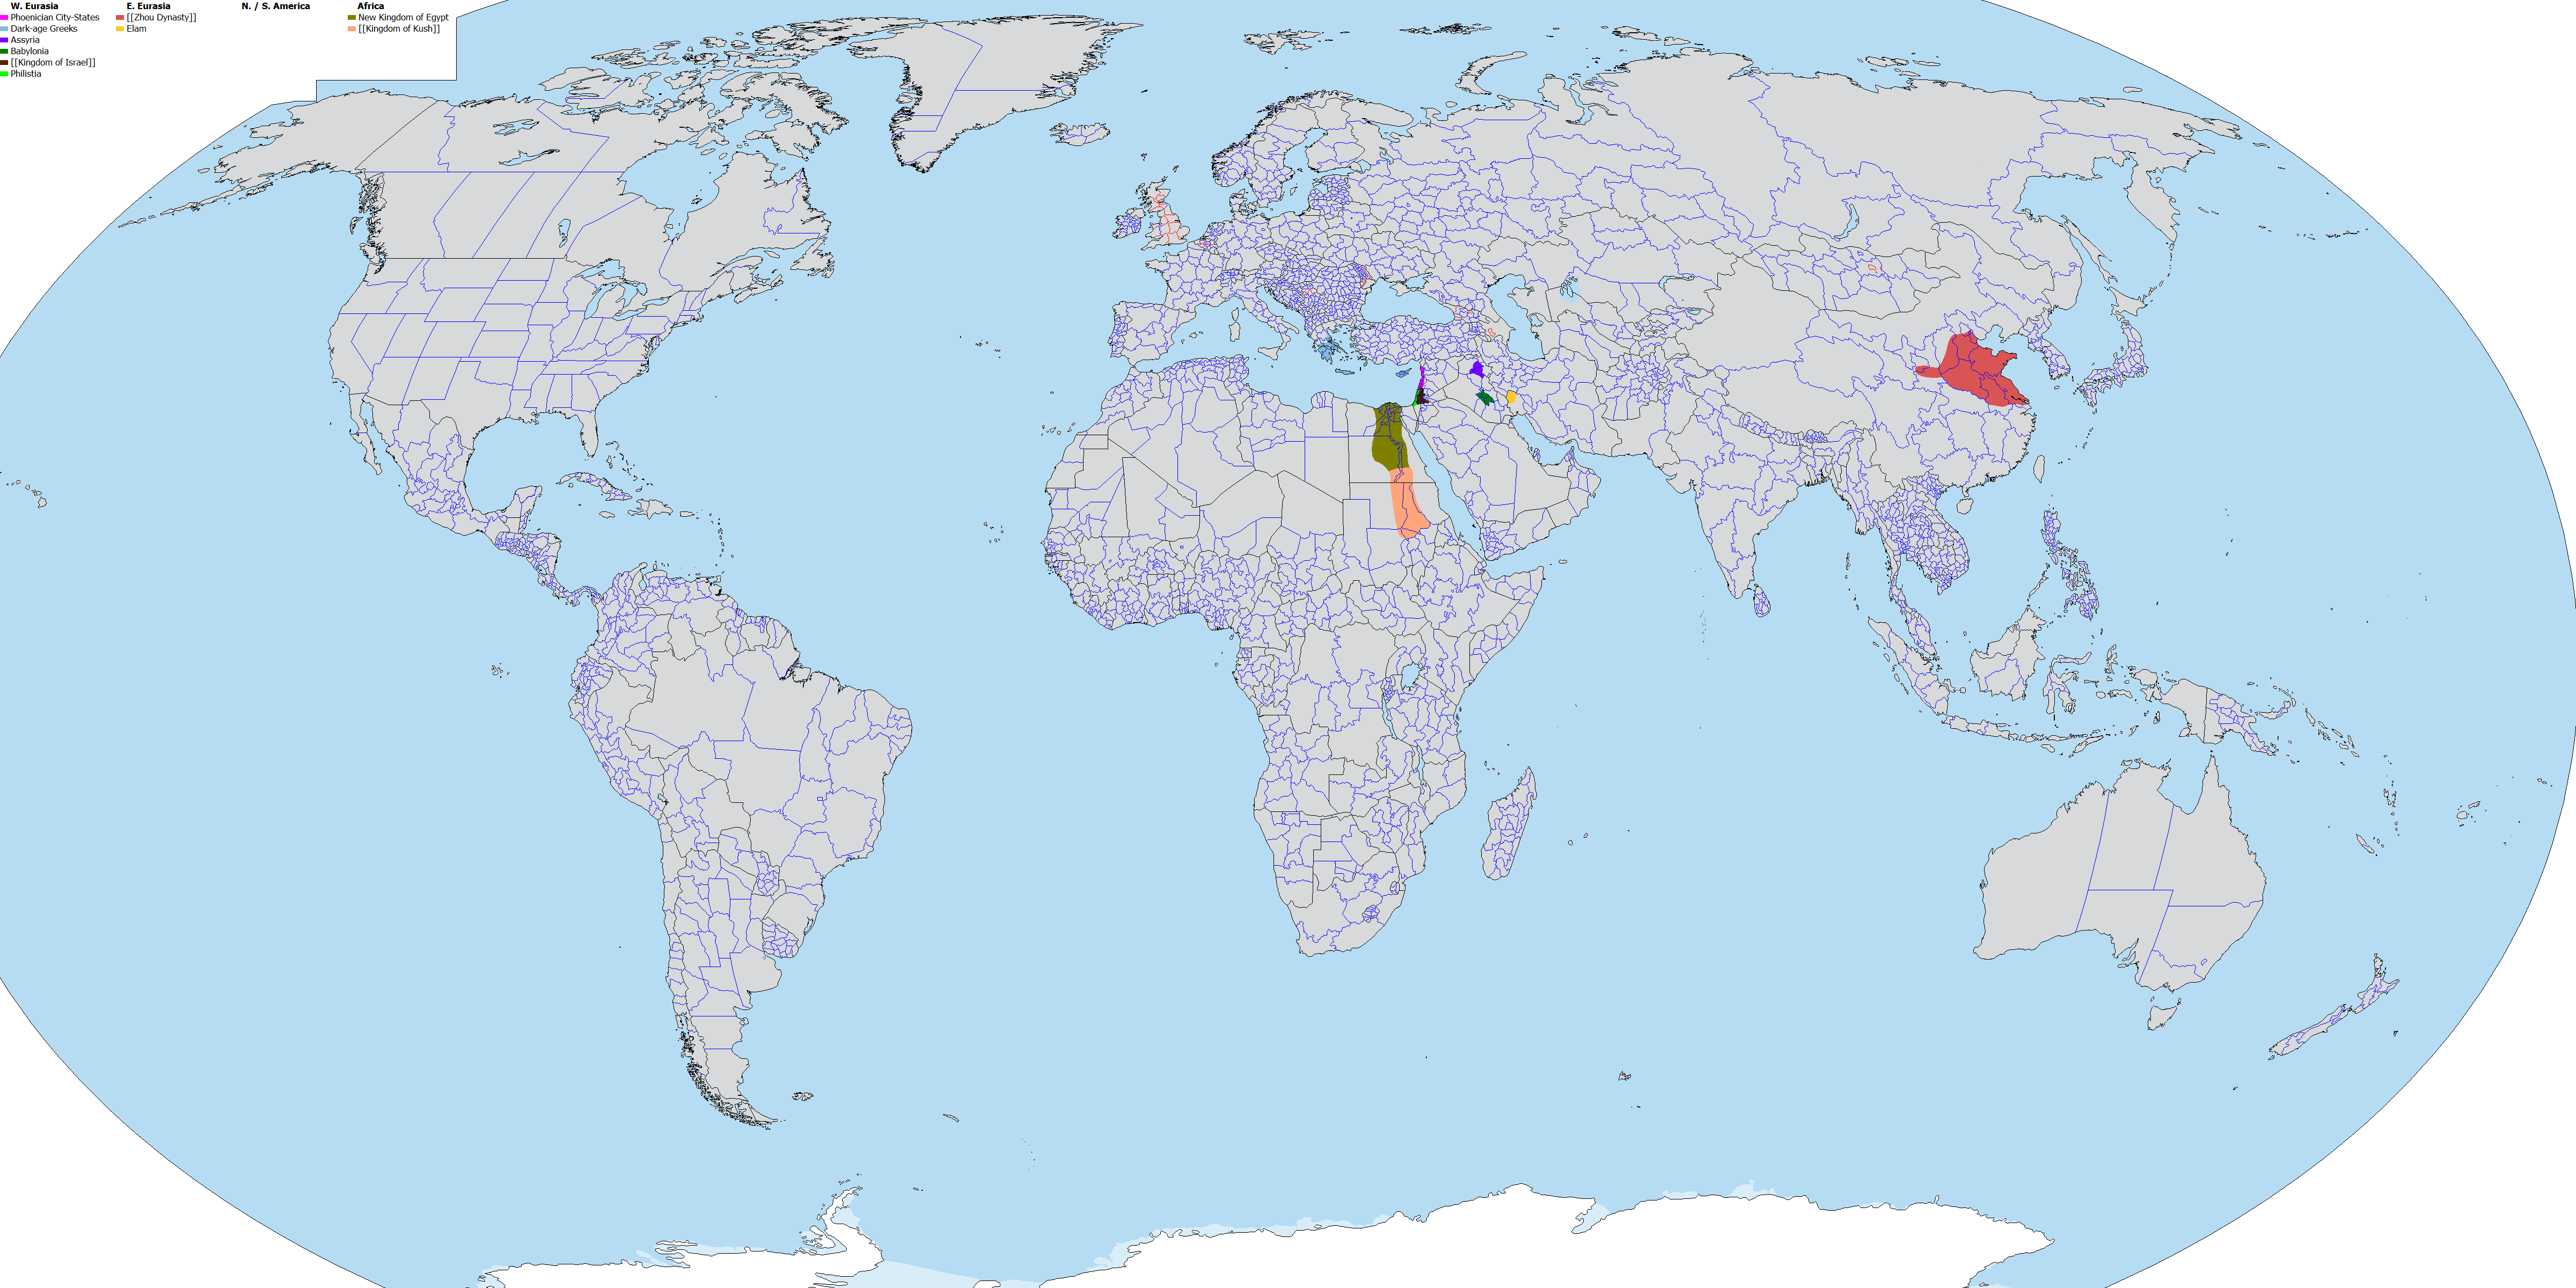 W. Eurasia
Phoenician City-States
Dark-age Greeks
Assyria
Babylonia
[[Kingdom of Israel]]
Philistia
E. Eurasia
[[Zhou Dynasty]]
Elam
N. / S. America
Africa
New Kingdom of Egypt
[[Kingdom of Kush]]